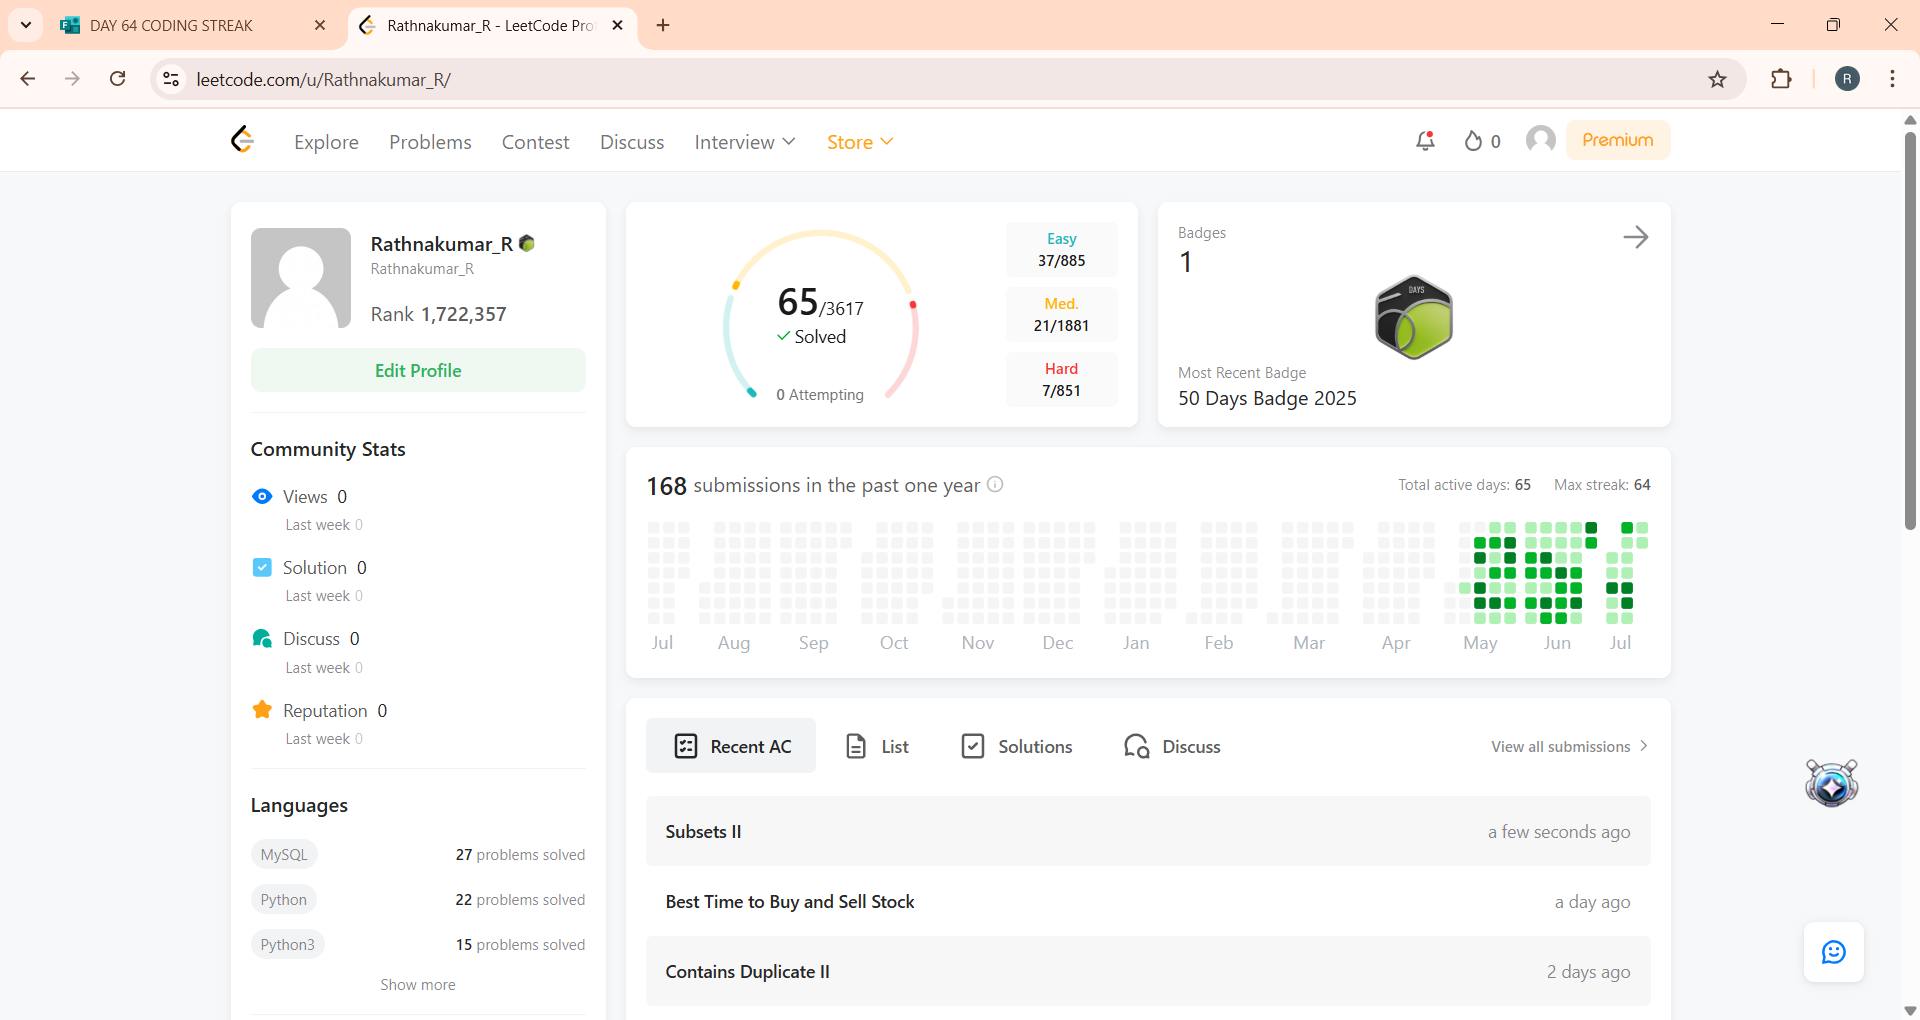 DAY 64 CODING STREAK
Rathnakumar_R - LeetCode Pro
leetcode.com/u/Rathnakumar_R/
R
Explore Problems Contest Discuss Interview Store
0
Premium
Rathnakumar_R
Rathnakumar_R
Rank 1,722,357
Edit Profile
Community Stats
Views 0
Last week 0
Solution 0
Last week 0
Discuss 0
Last week 0
Reputation 0
Last week 0
Languages
MySQL 27 problems solved
Python 22 problems solved
Python3 15 problems solved
Show more
65/3617
Solved
0 Attempting
Easy
37/885
Med.
21/1881
Hard
7/851
Badges
1
DAYS
Most Recent Badge
50 Days Badge 2025
168 submissions in the past one year
Total active days: 65 Max streak: 64
Jul Aug Sep Oct Nov Dec Jan Feb Mar Apr May Jun Jul
Recent AC List Solutions Discuss
View all submissions
Subsets II a few seconds ago
Best Time to Buy and Sell Stock a day ago
Contains Duplicate II 2 days ago